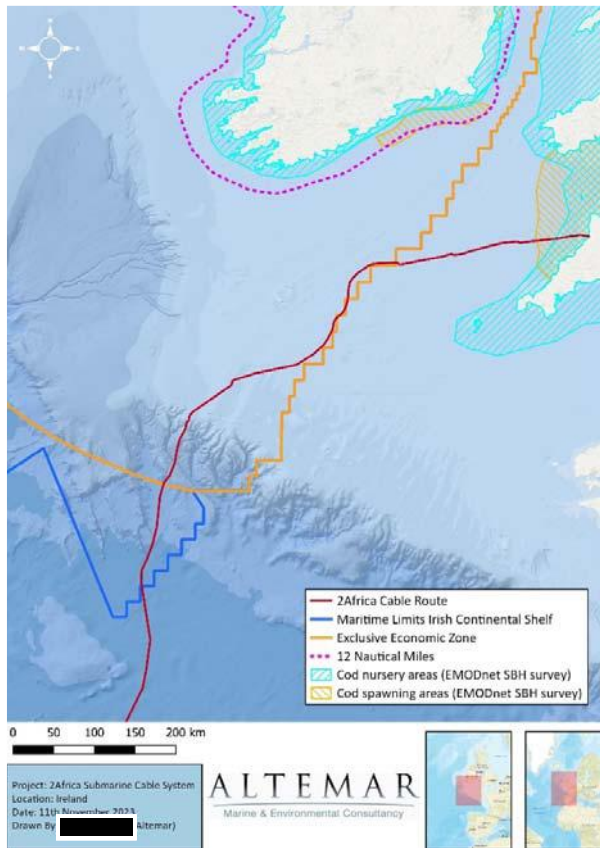 2Africa Cable Route
Maritime Limits Irish Continental Shelf
Exclusive Economic Zone
12 Nautical Miles
Cod nursery areas (EMODnet SBH survey)
Cod spawning areas (EMODnet SBH survey)
0 50 100 150 200 km
Project: 2Africa Submarine Cable System
Location: Ireland
Date: 11th November 2023
Drawn By Altemar)
ALTEMAR
Marine & Environmental Consultancy